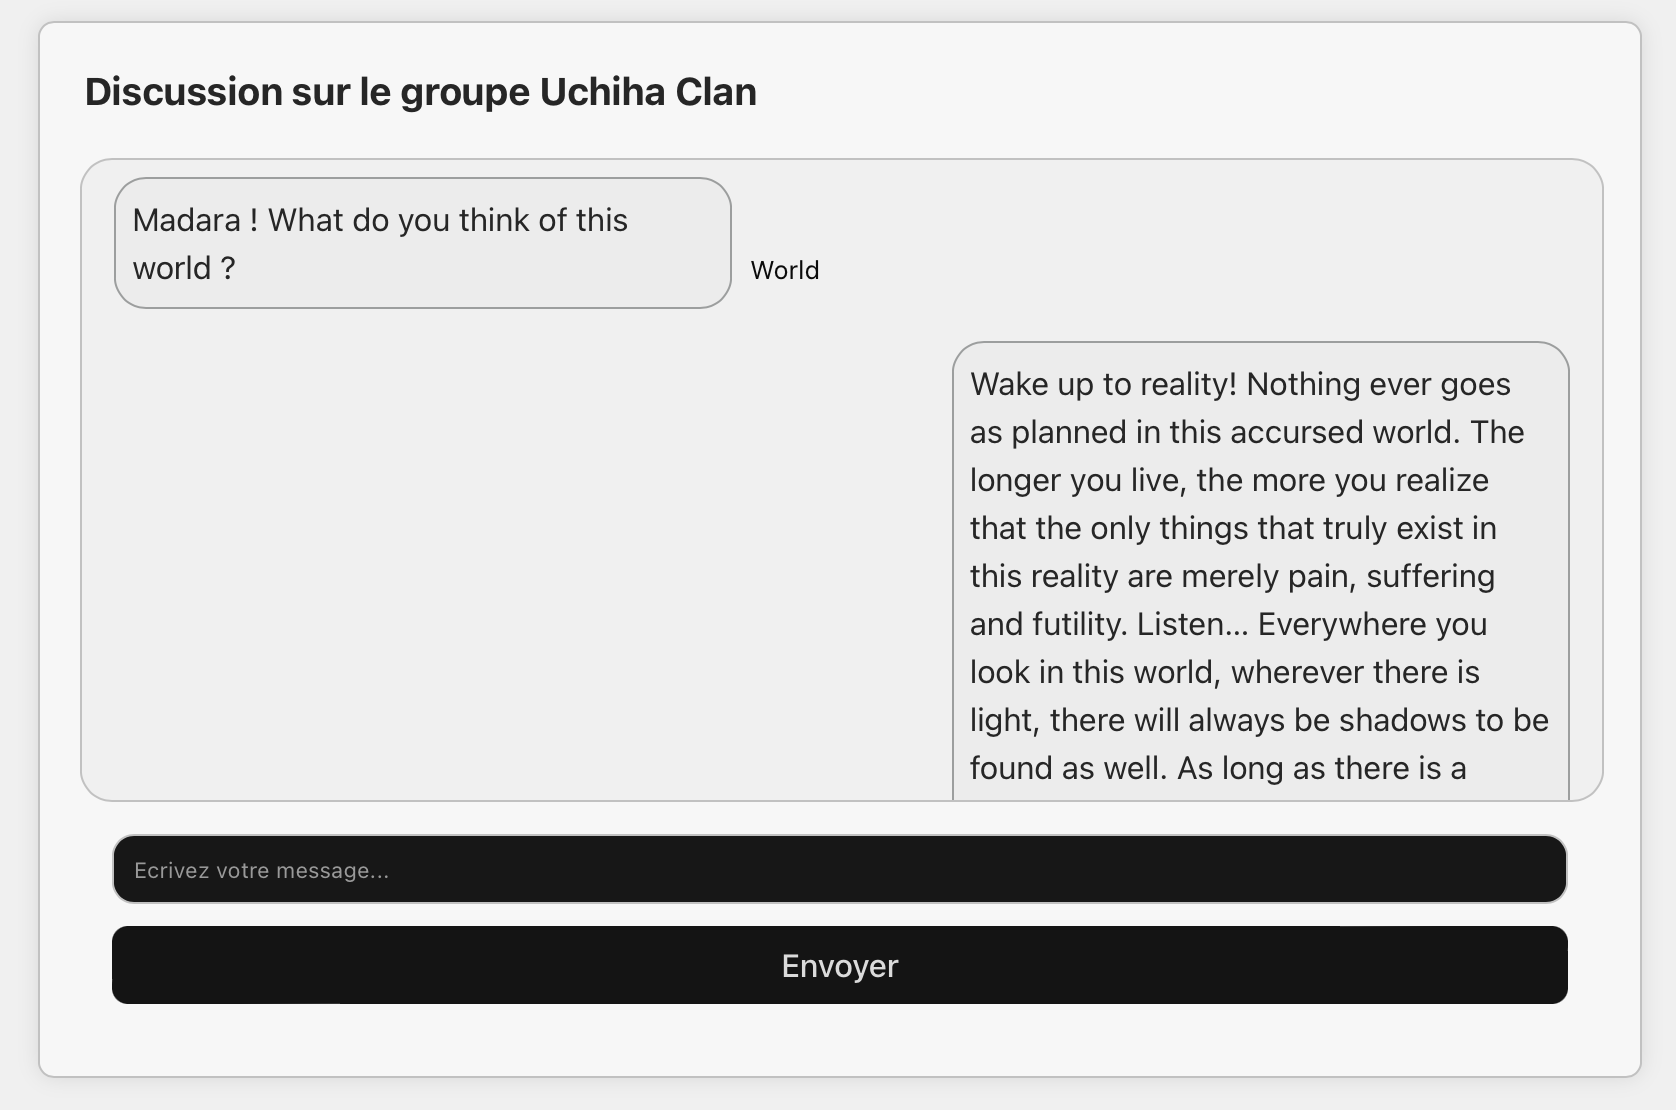 Discussion sur le groupe Uchiha Clan
Madara ! What do you think of this
world ?
World
Wake up to reality! Nothing ever goes
as planned in this accursed world. The
longer you live, the more you realize
that the only things that truly exist in
this reality are merely pain, suffering
and futility. Listen... Everywhere you
look in this world, wherever there is
light, there will always be shadows to be
found as well. As long as there is a
Ecrivez votre message...
Envoyer